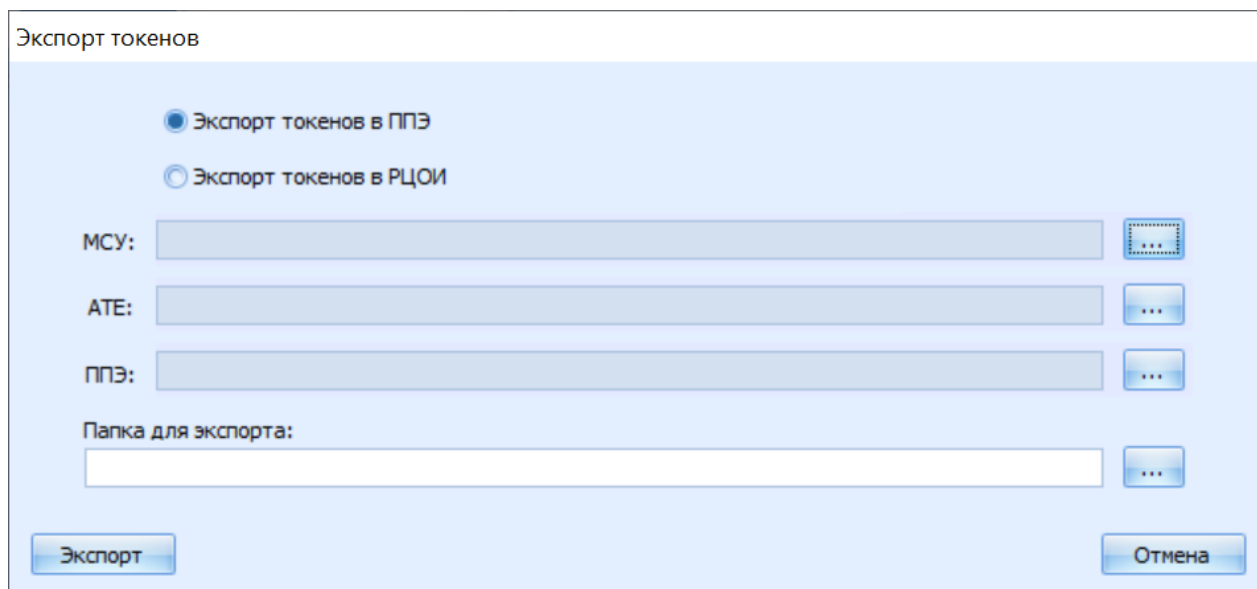 Экспорт токенов
Экспорт токенов в ППЭ
Экспорт токенов в РЦОИ
МСУ: ...
АТЕ: ...
ППЭ: ...
Папка для экспорта:
...
Экспорт Отмена